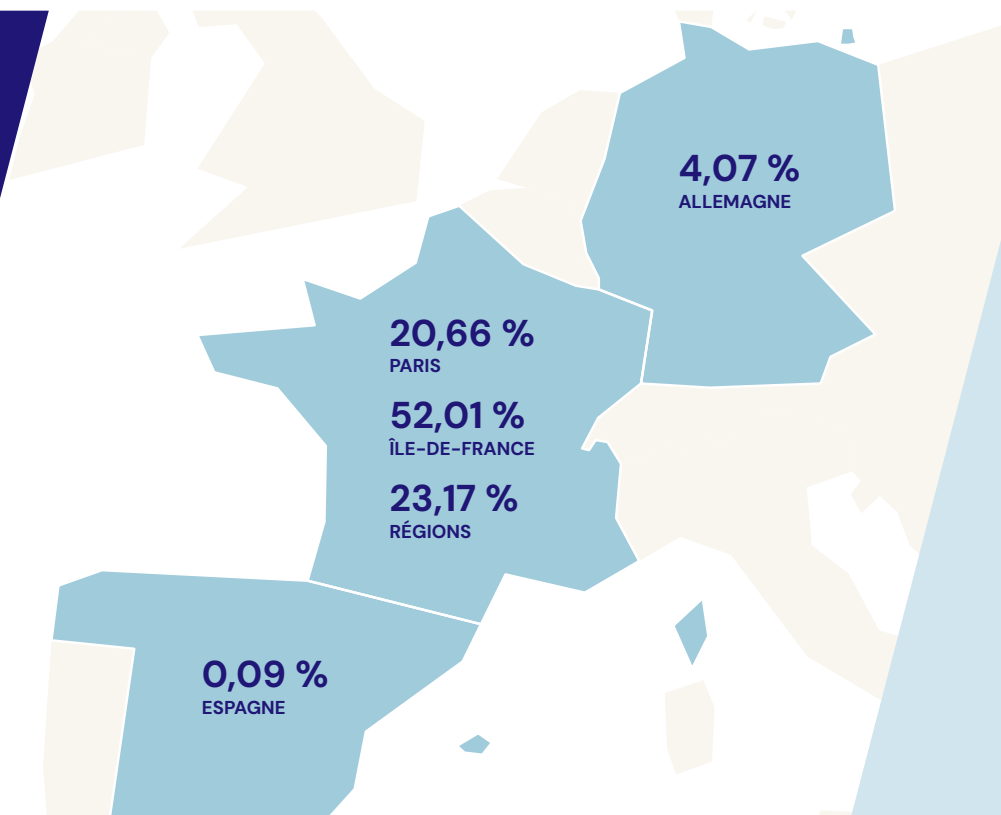 4,07 %
ALLEMAGNE
20,66 %
PARIS
52,01 %
ÎLE-DE-FRANCE
23,17 %
RÉGIONS
0,09 %
ESPAGNE